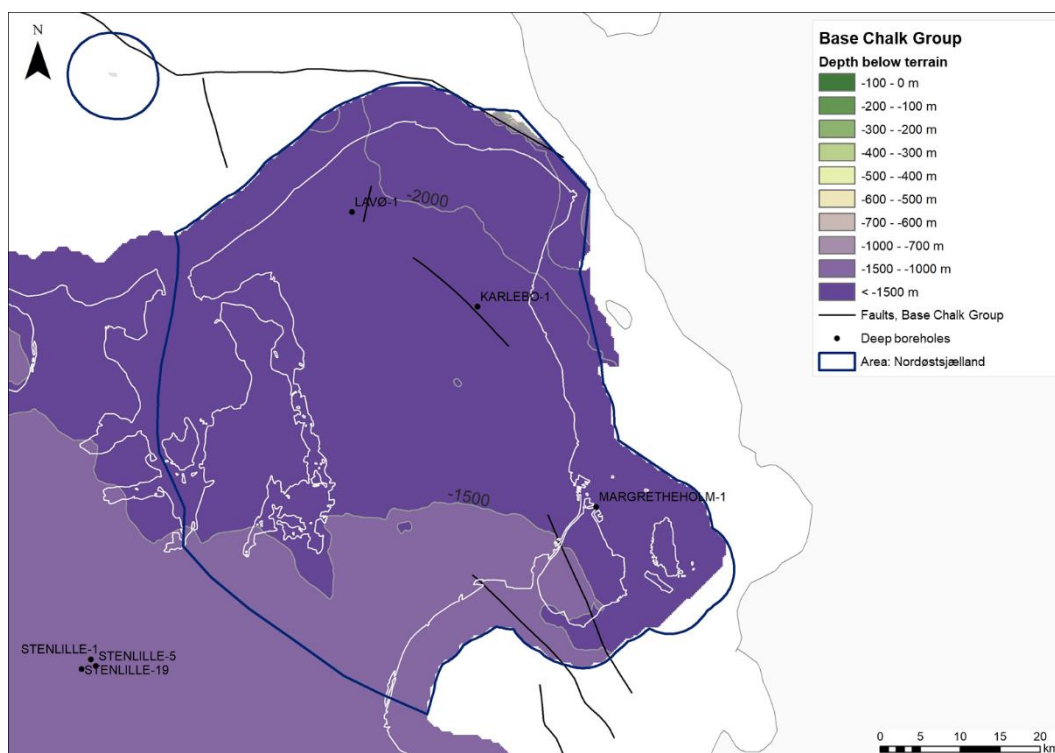 N
Base Chalk Group
Depth below terrain
-100 - 0 m
-200 - -100 m
-300 - -200 m
-400 - -300 m
-500 - -400 m
-600 - -500 m
-700 - -600 m
-1000 - -700 m
-1500 - -1000 m
< -1500 m
Faults, Base Chalk Group
Deep boreholes
Area: Nordøstsjælland
LAVØ-1
-2000
KARLEBO-1
-1500
MARGRETHEHOLM-1
STENLILLE-1
STENLILLE-5
STENLILLE-19
0 5 10 15 20
km